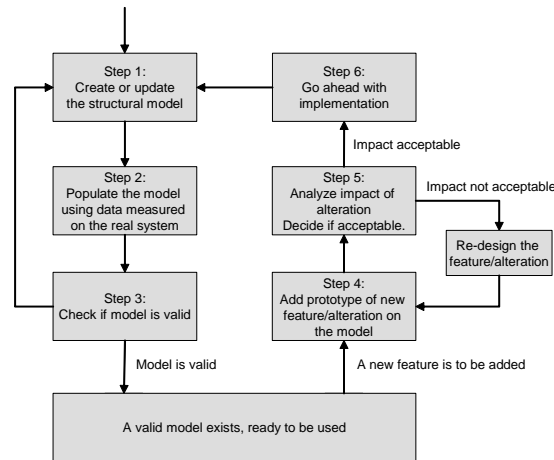 Step 1:
Create or update
the structural model
Step 6:
Go ahead with
implementation
Impact acceptable
Step 2:
Populate the model
using data measured
on the real system
Step 5:
Analyze impact of
alteration
Decide if acceptable.
Impact not acceptable
Re-design the
feature/alteration
Step 3:
Check if model is valid
Step 4:
Add prototype of new
feature/alteration on
the model
Model is valid
A new feature is to be added
A valid model exists, ready to be used